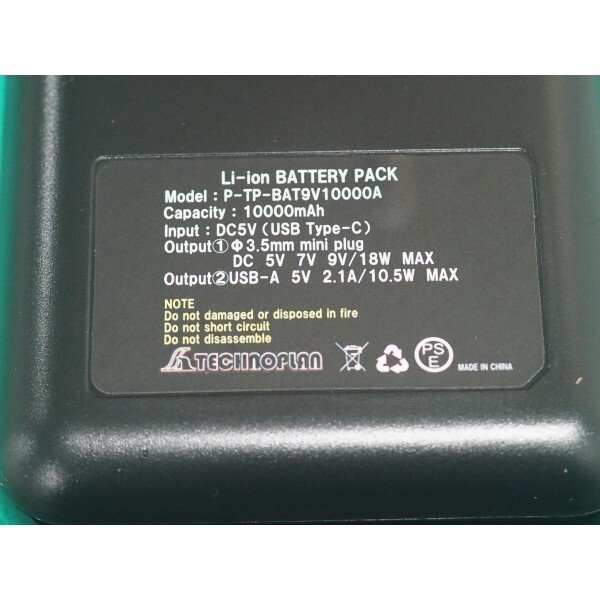 Li-ion BATTERY PACK
Model : P-TP-BAT9V10000A
Capacity : 10000mAh
Input : DC5V (USB Type-C)
Output① Φ3.5mm mini plug
DC 5V 7V 9V/18W MAX
Output②USB-A 5V 2.1A/10.5W MAX
NOTE
Do not damaged or disposed in fire
Do not short circuit
Do not disassemble
TECHNOPLAN
PS
E
MADE IN CHINA